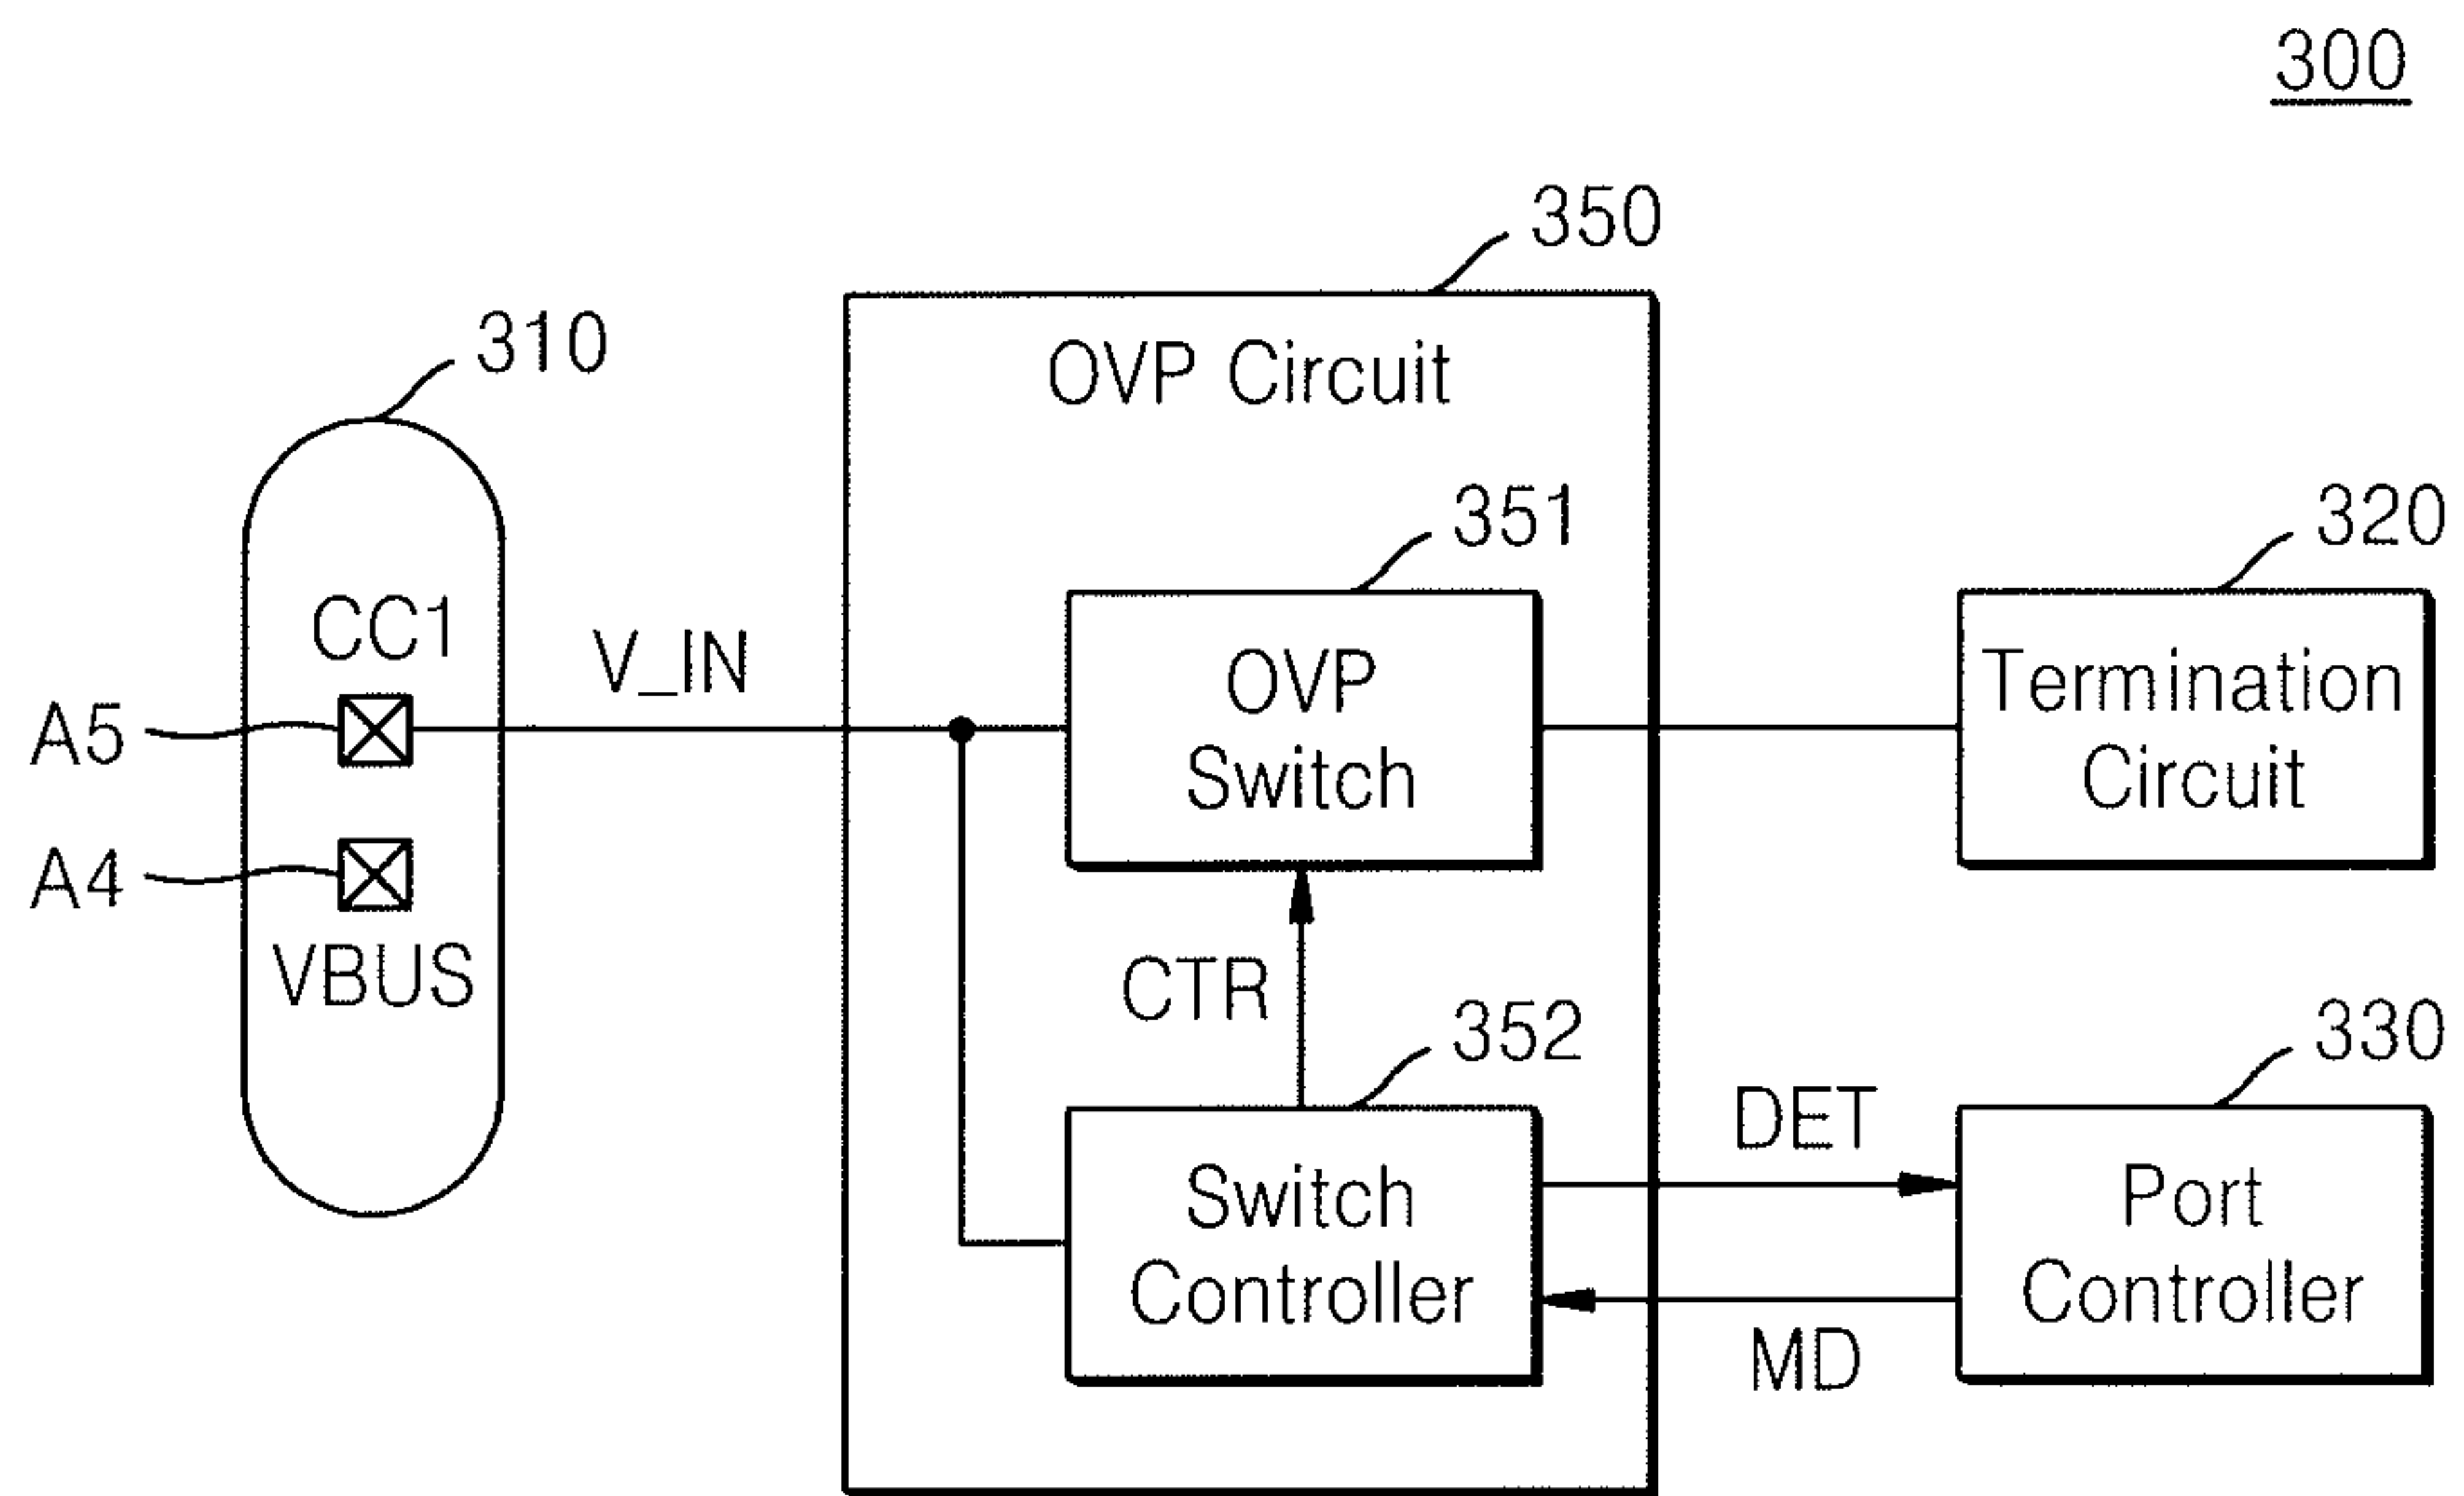 300
350
310
OVP Circuit
351
320
CC1
V_IN
OVP
Switch
Termination
Circuit
A5
A4
VBUS
CTR
352
330
DET
Switch
Controller
Port
Controller
MD